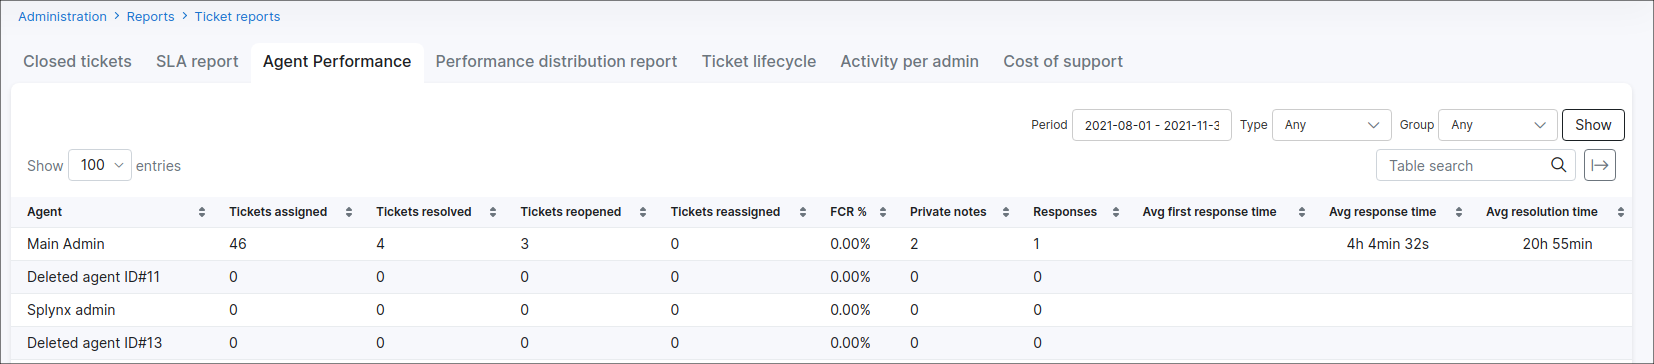 Administration > Reports > Ticket reports
Closed tickets SLA report Agent Performance Performance distribution report Ticket lifecycle Activity per admin Cost of support
Period 2021-08-01 - 2021-11-3 Type Any Group Any Show
Show 100 entries Table search
Agent Tickets assigned Tickets resolved Tickets reopened Tickets reassigned FCR % Private notes Responses Avg first response time Avg response time Avg resolution time
Main Admin 46 4 3 0 0.00% 2 1 4h 4min 32s 20h 55min
Deleted agent ID#11 0 0 0 0 0.00% 0 0
Splynx admin 0 0 0 0 0.00% 0 0
Deleted agent ID#13 0 0 0 0 0.00% 0 0